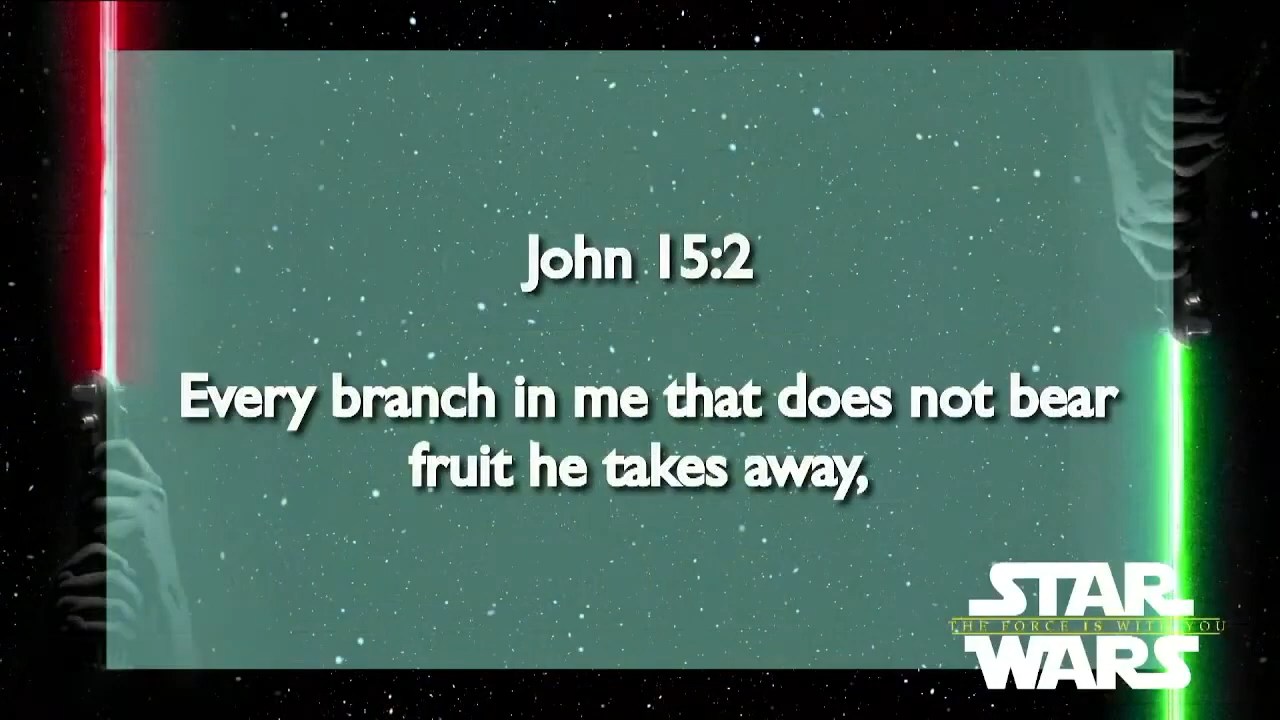 John 15:2
Every branch in me that does not bear
fruit he takes away,
STAR
THE FORCE IS WITH YOU
WARS